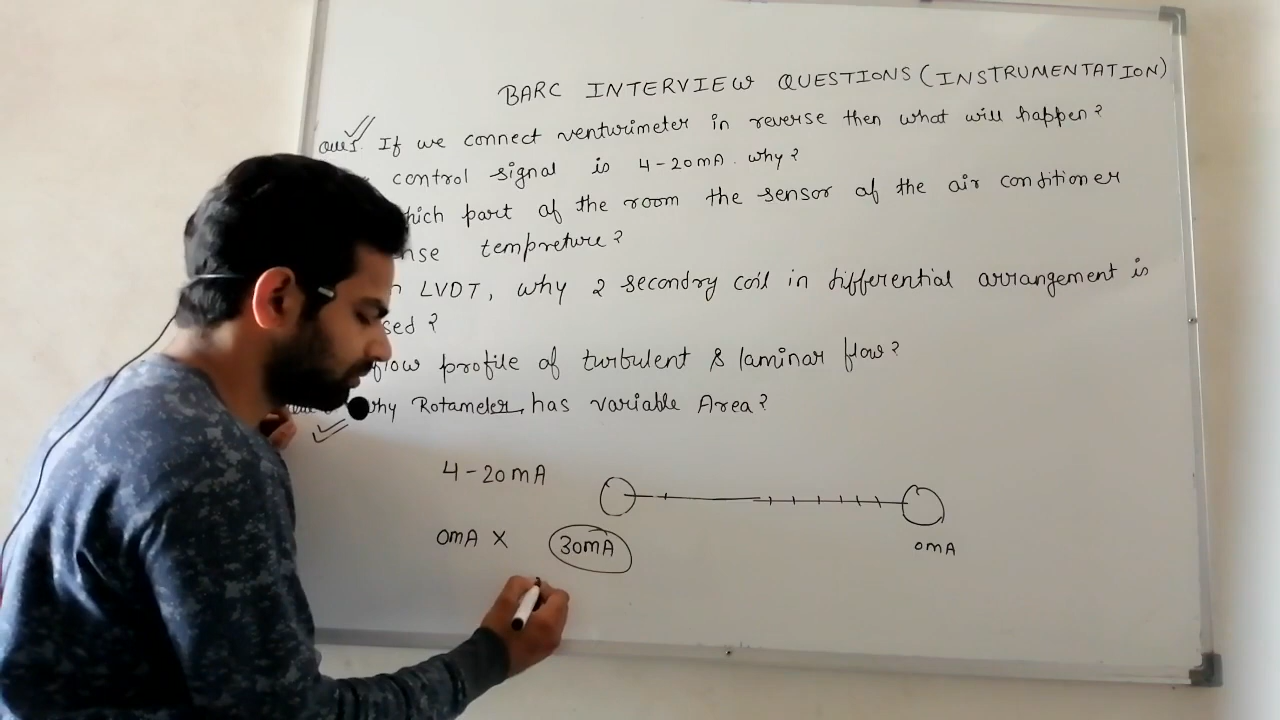 BARC INTERVIEW QUESTIONS (INSTRUMENTATION)
Ques. If we connect venturimeter in reverse then what will happen?
control signal is 4-20mA. why?
hich part of the room the sensor of the air conditioner
nse tempreture?
n LVDT, why 2 secondry coil in differential arrangement is
sed?
flow profile of turbulent & laminar flow?
why Rotameter has variable Area?
4-20mA
0mA X 30mA
0mA